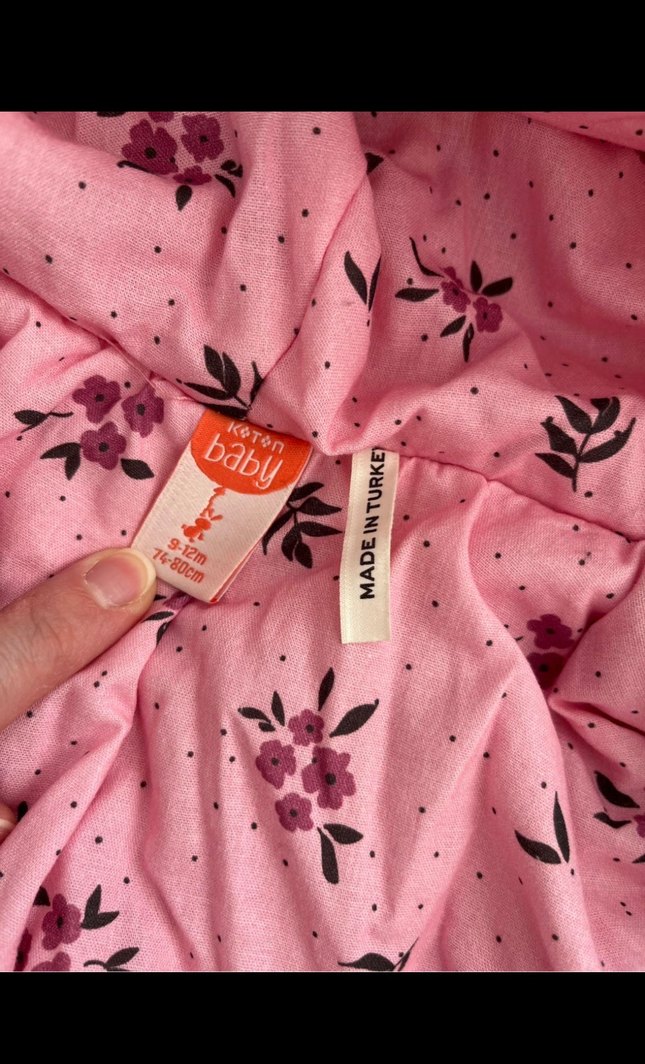 KOTON
baby
9-12m
74-80cm
MADE IN TURKEY